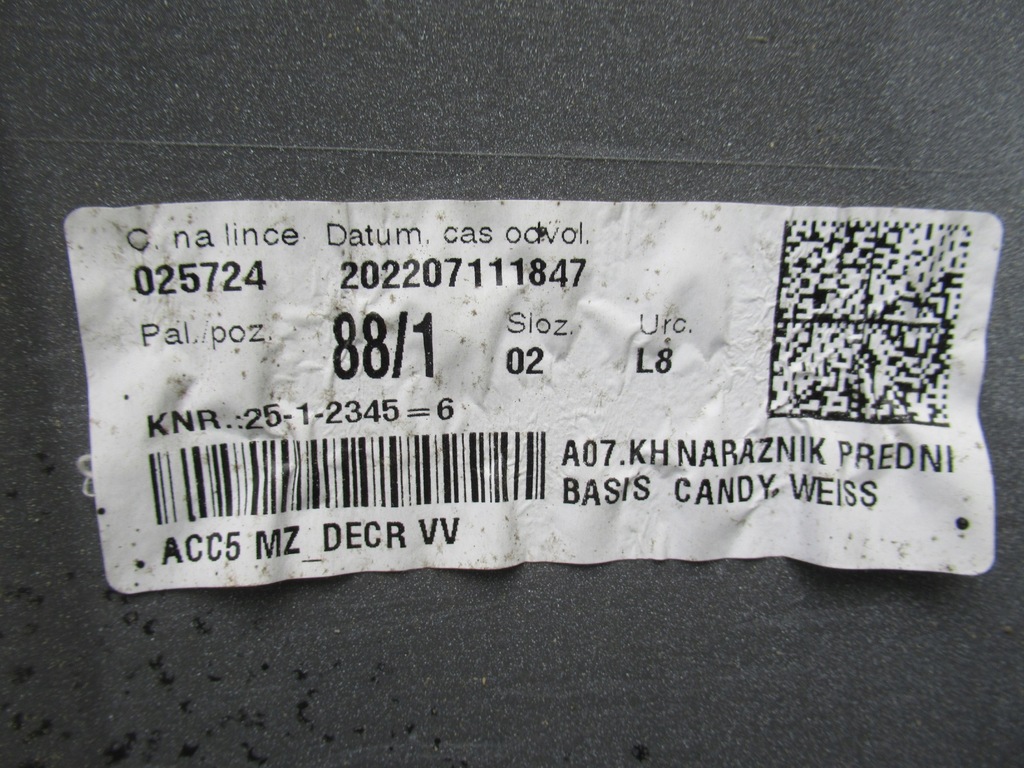 C. na lince Datum, cas odvol.
025724 202207111847
Pal./poz. 88/1 Sloz. 02 Urc. L8
KNR.:25-1-2345=6
A07.KH NARAZNIK PREDNI
BASIS CANDY, WEISS
ACC5 MZ_DECR VV